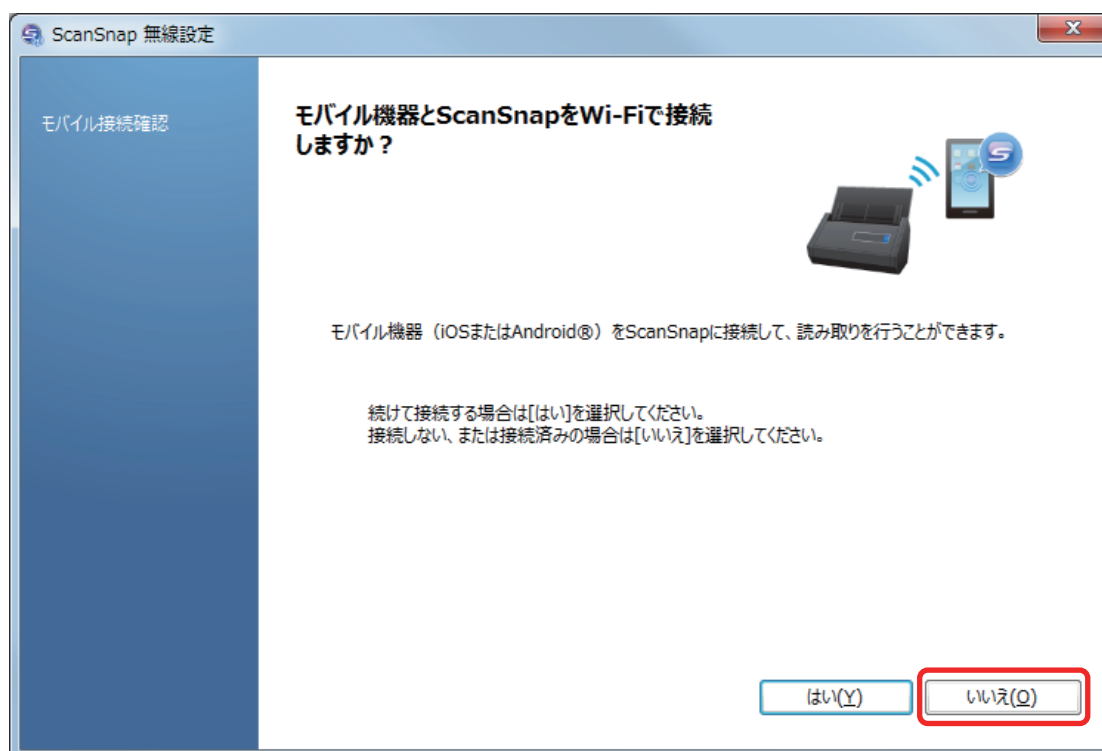 ScanSnap 無線設定
モバイル接続確認
モバイル機器とScanSnapをWi-Fiで接続
しますか？
モバイル機器（iOSまたはAndroid®）をScanSnapに接続して、読み取りを行うことができます。
続けて接続する場合は[はい]を選択してください。
接続しない、または接続済みの場合は[いいえ]を選択してください。
はい(Y)
いいえ(O)